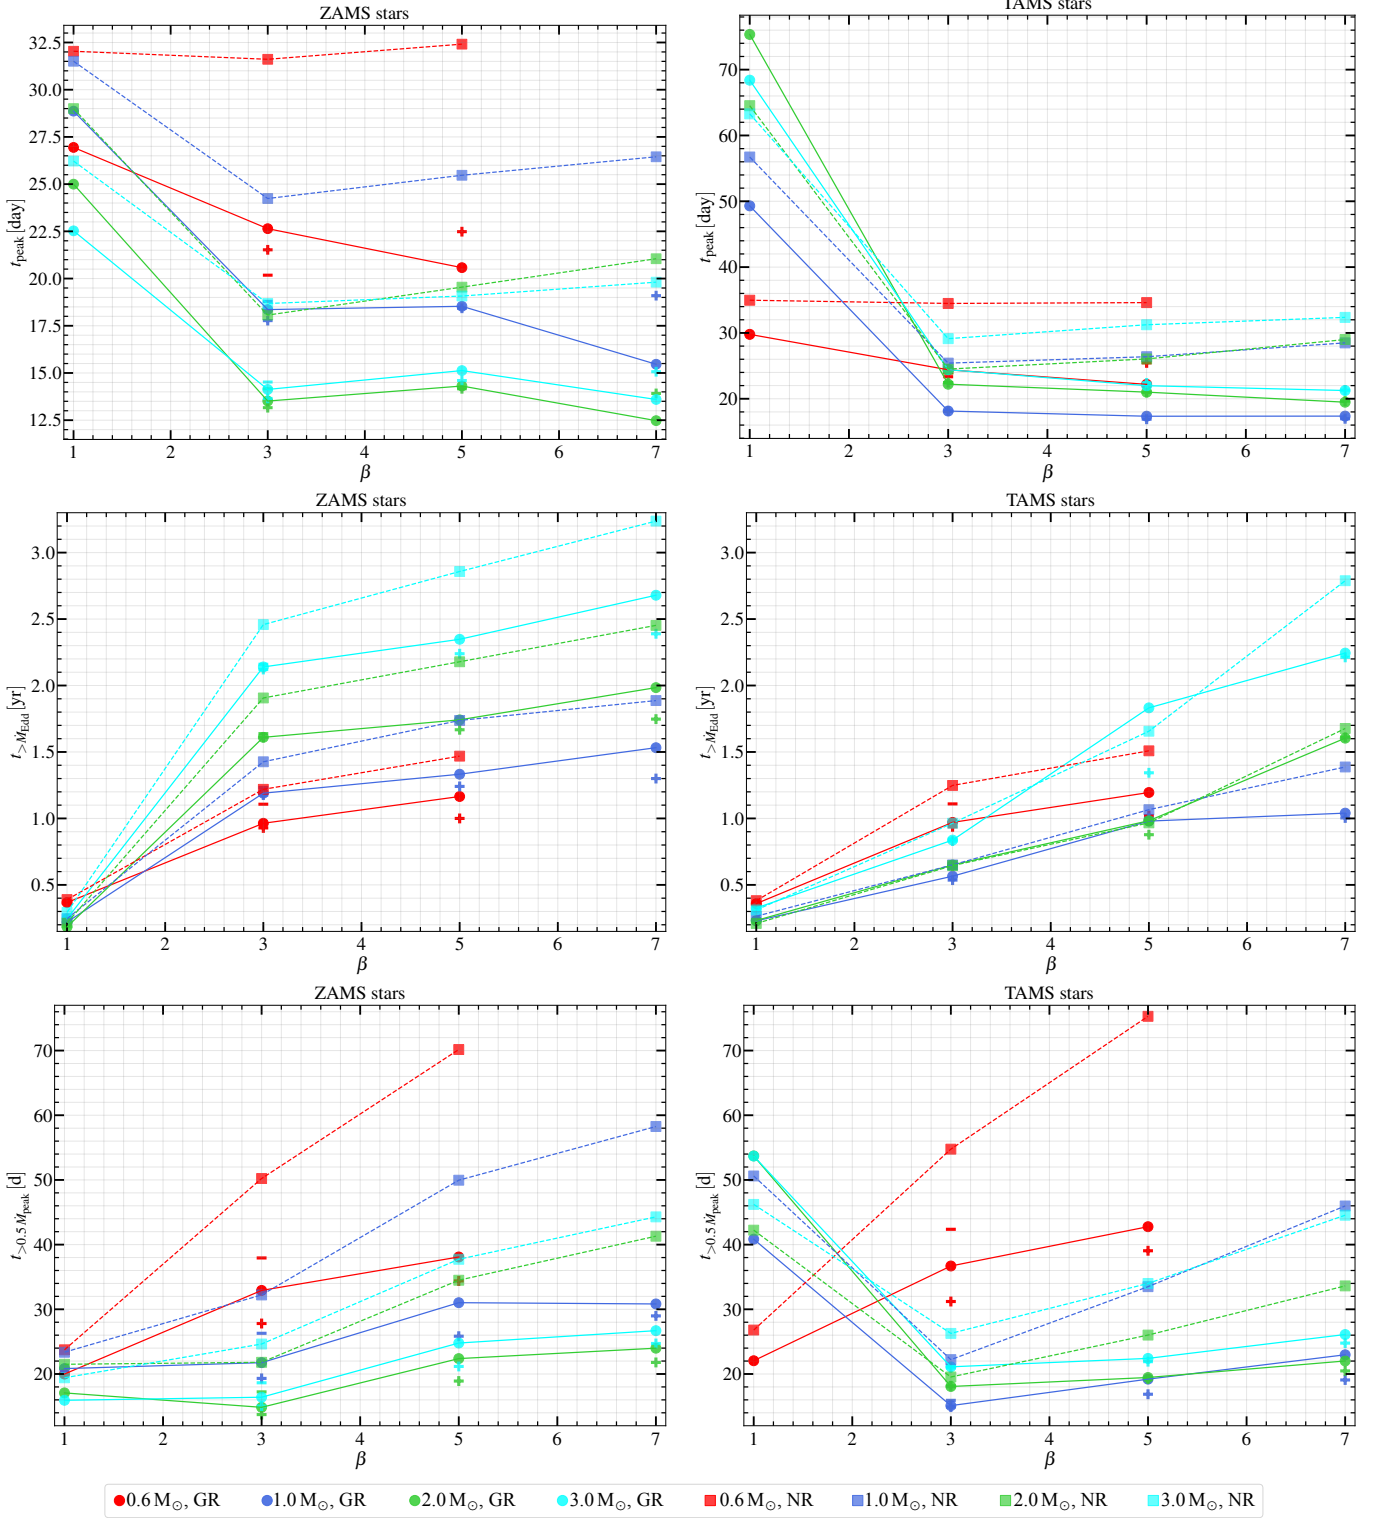 ZAMS stars
32.5
30.0
27.5
25.0
22.5
20.0
17.5
15.0
12.5
t_peak [day]
1 2 3 4 5 6 7
β
TAMS stars
70
60
50
40
30
20
t_peak [day]
1 2 3 4 5 6 7
β
ZAMS stars
3.0
2.5
2.0
1.5
1.0
0.5
t_>Ṁ_Edd [yr]
1 2 3 4 5 6 7
β
TAMS stars
3.0
2.5
2.0
1.5
1.0
0.5
t_>Ṁ_Edd [yr]
1 2 3 4 5 6 7
β
ZAMS stars
70
60
50
40
30
20
t_>0.5 Ṁ_peak [d]
1 2 3 4 5 6 7
β
TAMS stars
70
60
50
40
30
20
t_>0.5 Ṁ_peak [d]
1 2 3 4 5 6 7
β
0.6 M⊙, GR 1.0 M⊙, GR 2.0 M⊙, GR 3.0 M⊙, GR 0.6 M⊙, NR 1.0 M⊙, NR 2.0 M⊙, NR 3.0 M⊙, NR